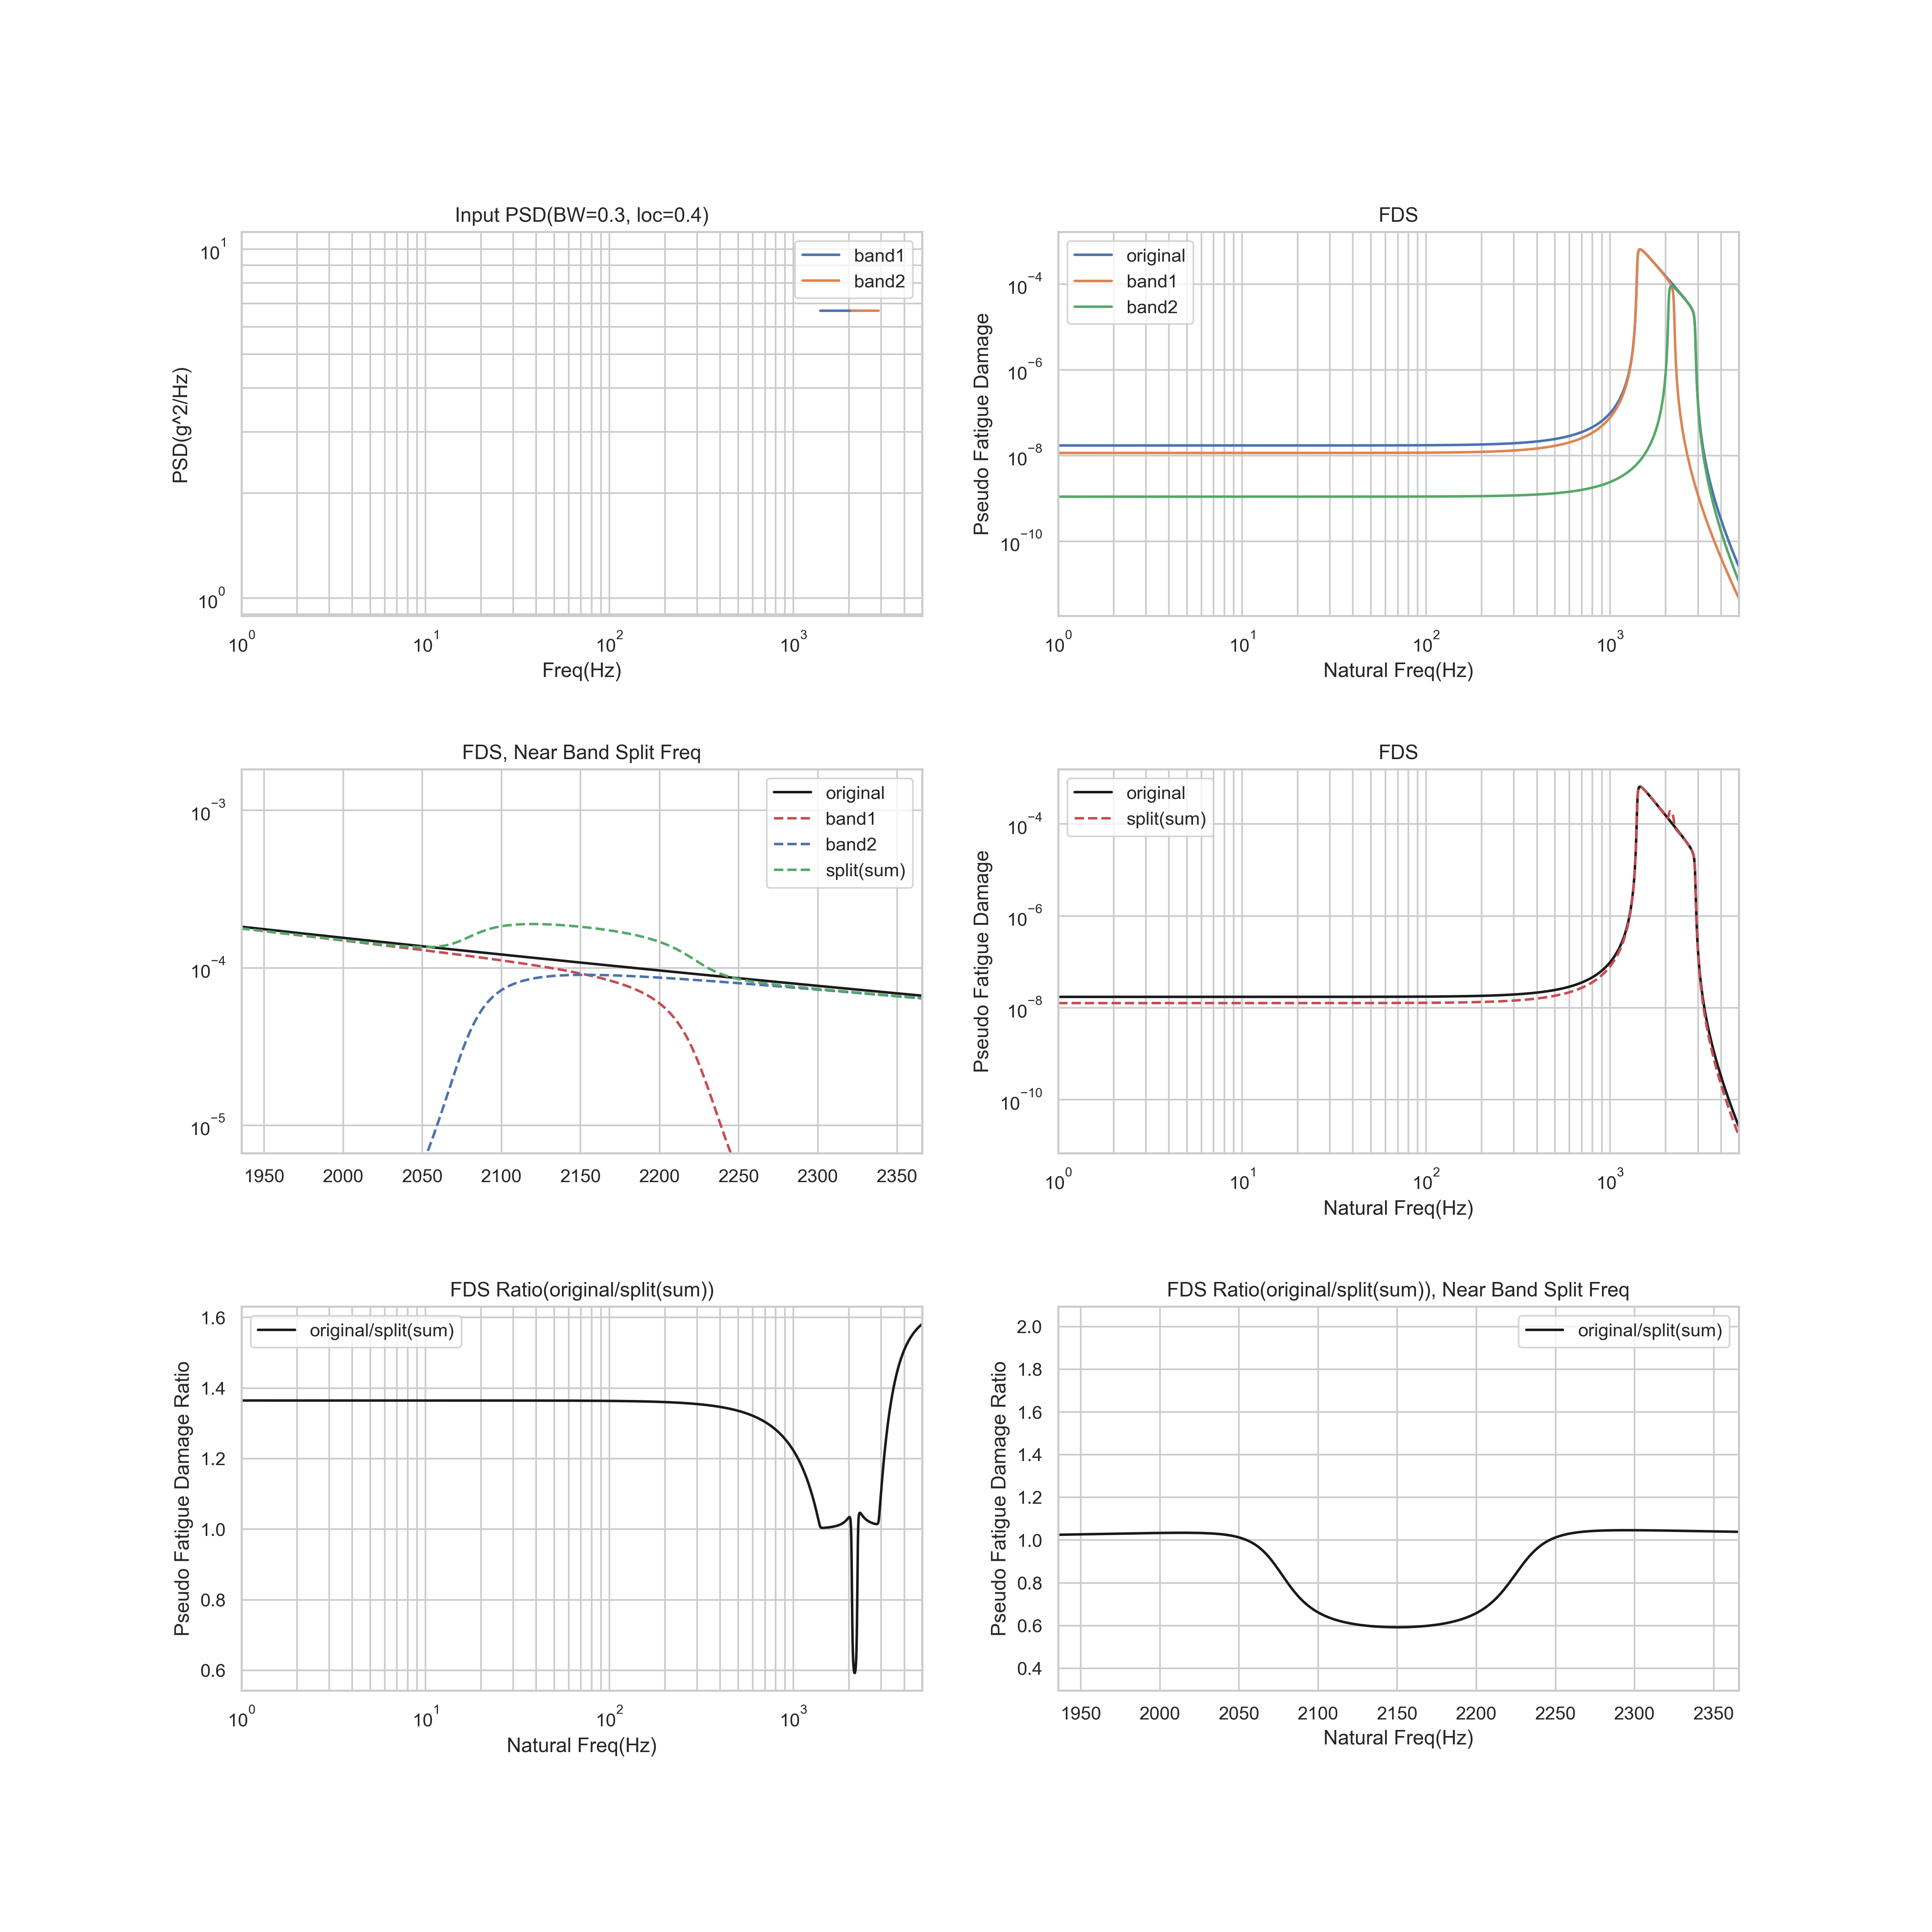 Input PSD(BW=0.3, loc=0.4)
PSD(g^2/Hz)
10^1
10^0
band1
band2
10^0 10^1 10^2 10^3
Freq(Hz)
FDS
Pseudo Fatigue Damage
10^−4
10^−6
10^−8
10^−10
original
band1
band2
10^0 10^1 10^2 10^3
Natural Freq(Hz)
FDS, Near Band Split Freq
10^−3
10^−4
10^−5
original
band1
band2
split(sum)
1950 2000 2050 2100 2150 2200 2250 2300 2350
FDS
Pseudo Fatigue Damage
10^−4
10^−6
10^−8
10^−10
original
split(sum)
10^0 10^1 10^2 10^3
Natural Freq(Hz)
FDS Ratio(original/split(sum))
Pseudo Fatigue Damage Ratio
1.6
1.4
1.2
1.0
0.8
0.6
original/split(sum)
10^0 10^1 10^2 10^3
Natural Freq(Hz)
FDS Ratio(original/split(sum)), Near Band Split Freq
Pseudo Fatigue Damage Ratio
2.0
1.8
1.6
1.4
1.2
1.0
0.8
0.6
0.4
original/split(sum)
1950 2000 2050 2100 2150 2200 2250 2300 2350
Natural Freq(Hz)